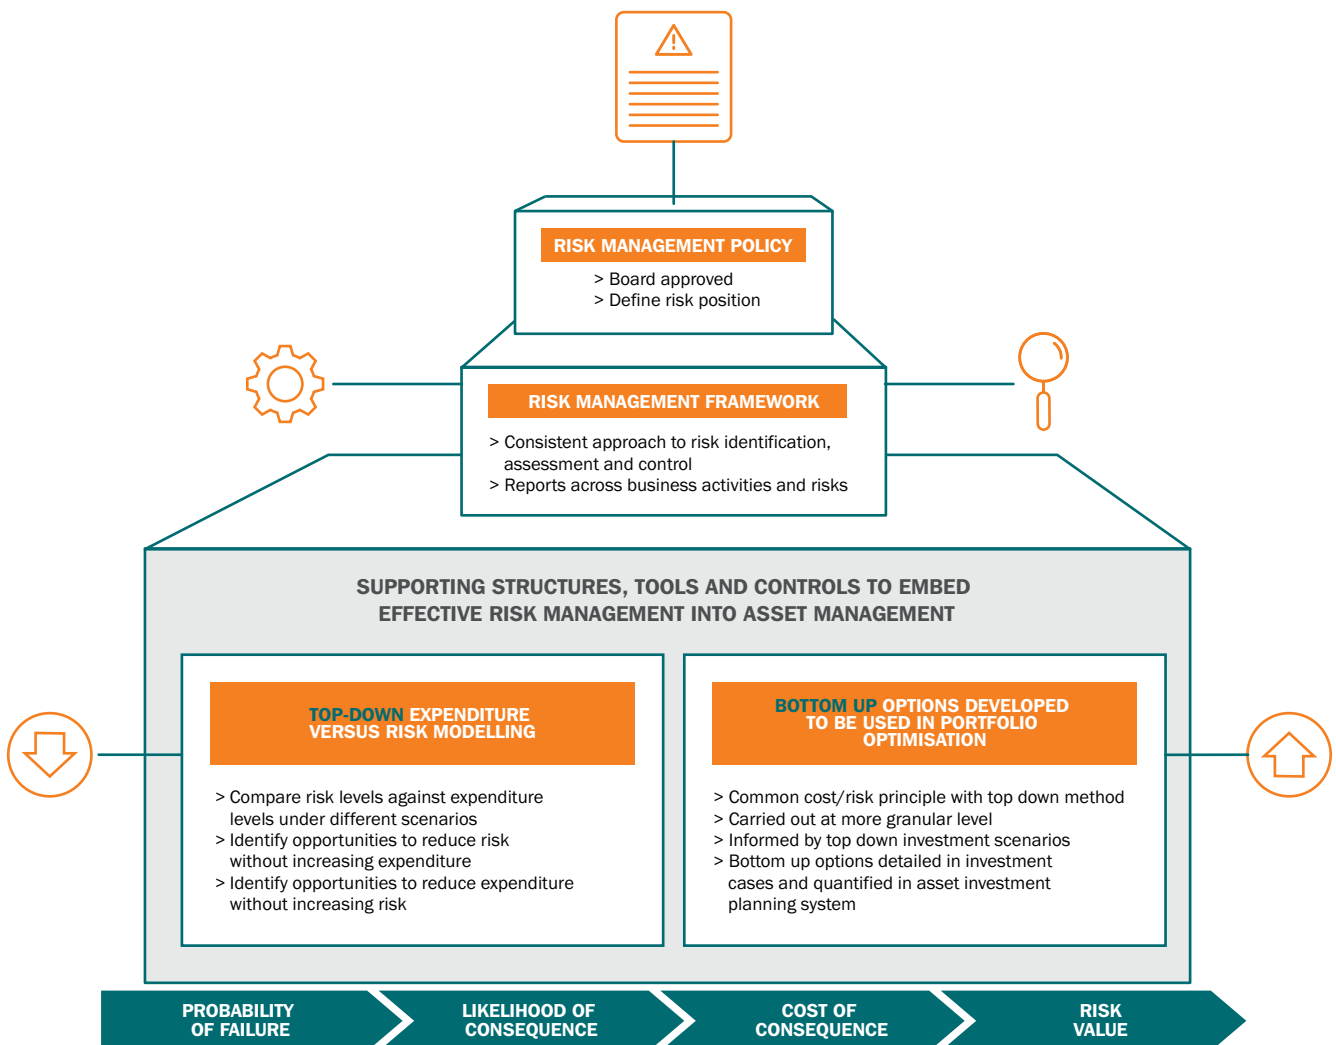 RISK MANAGEMENT POLICY
> Board approved
> Define risk position
RISK MANAGEMENT FRAMEWORK
> Consistent approach to risk identification,
assessment and control
> Reports across business activities and risks
SUPPORTING STRUCTURES, TOOLS AND CONTROLS TO EMBED
EFFECTIVE RISK MANAGEMENT INTO ASSET MANAGEMENT
TOP-DOWN EXPENDITURE
VERSUS RISK MODELLING
> Compare risk levels against expenditure
levels under different scenarios
> Identify opportunities to reduce risk
without increasing expenditure
> Identify opportunities to reduce expenditure
without increasing risk
BOTTOM UP OPTIONS DEVELOPED
TO BE USED IN PORTFOLIO
OPTIMISATION
> Common cost/risk principle with top down method
> Carried out at more granular level
> Informed by top down investment scenarios
> Bottom up options detailed in investment
cases and quantified in asset investment
planning system
PROBABILITY
OF FAILURE
LIKELIHOOD OF
CONSEQUENCE
COST OF
CONSEQUENCE
RISK
VALUE